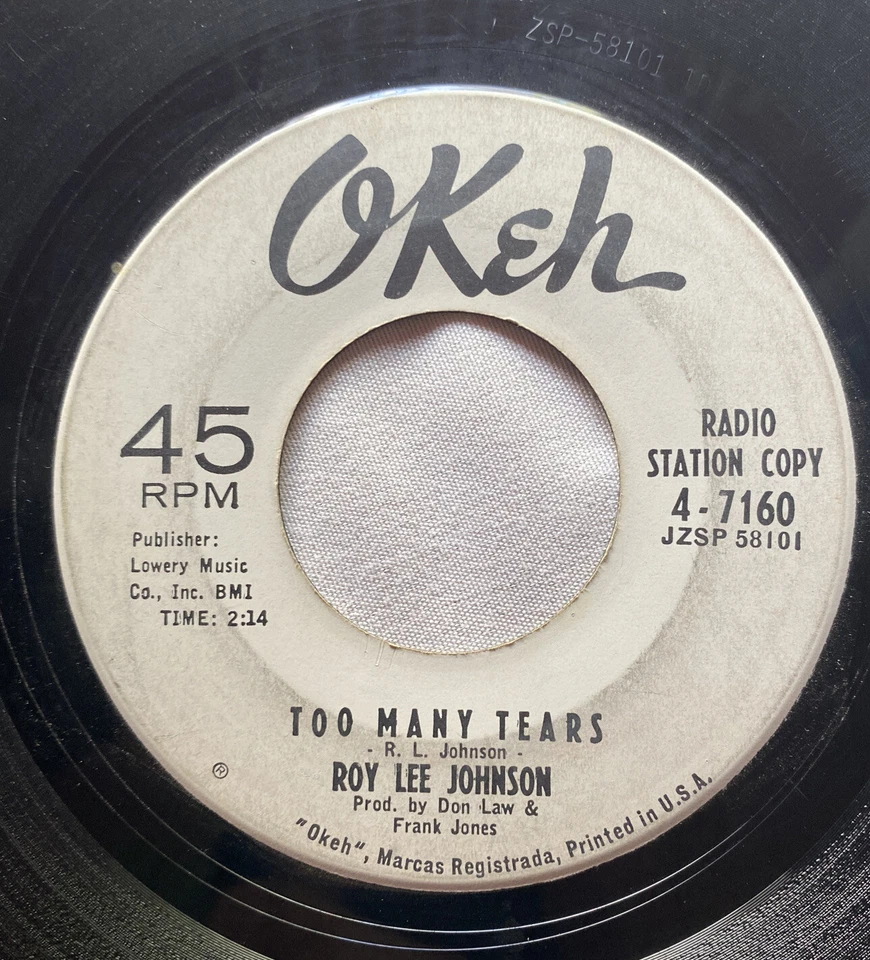 ZSP-58101
OKeh
45
RPM
Publisher:
Lowery Music
Co., Inc. BMI
TIME: 2:14
RADIO
STATION COPY
4-7160
JZSP 58101
TOO MANY TEARS
- R. L. Johnson -
ROY LEE JOHNSON
Prod. by Don Law &
Frank Jones
®
"Okeh", Marcas Registrada, Printed in U.S.A.